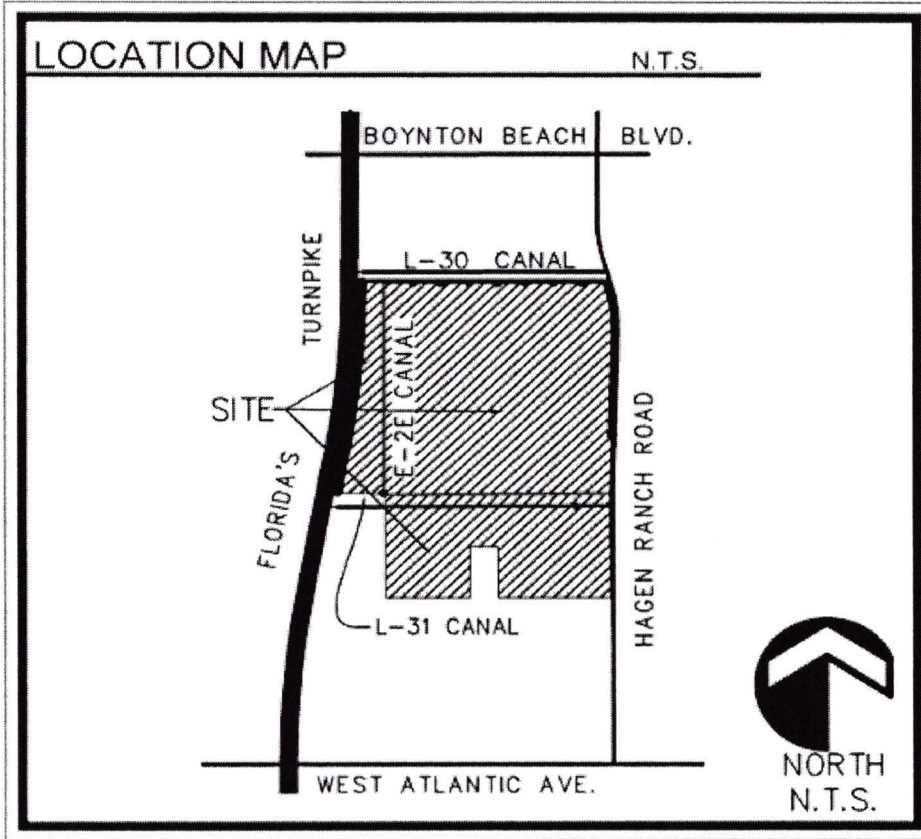 LOCATION MAP N.T.S.
BOYNTON BEACH BLVD.
TURNPIKE
L-30 CANAL
E-2E CANAL
SITE
FLORIDA'S
HAGEN RANCH ROAD
L-31 CANAL
WEST ATLANTIC AVE.
NORTH
N.T.S.